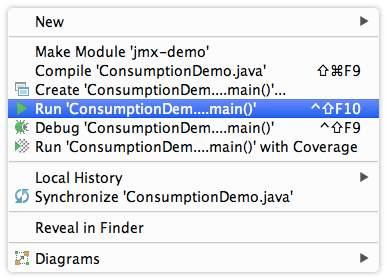 New
Make Module 'jmx-demo'
Compile 'ConsumptionDemo.java' ⇧⌘F9
Create 'ConsumptionDem....main()'...
Run 'ConsumptionDem....main()' ^⇧F10
Debug 'ConsumptionDem....main()' ^⇧F9
Run 'ConsumptionDem....main()' with Coverage
Local History
Synchronize 'ConsumptionDemo.java'
Reveal in Finder
Diagrams